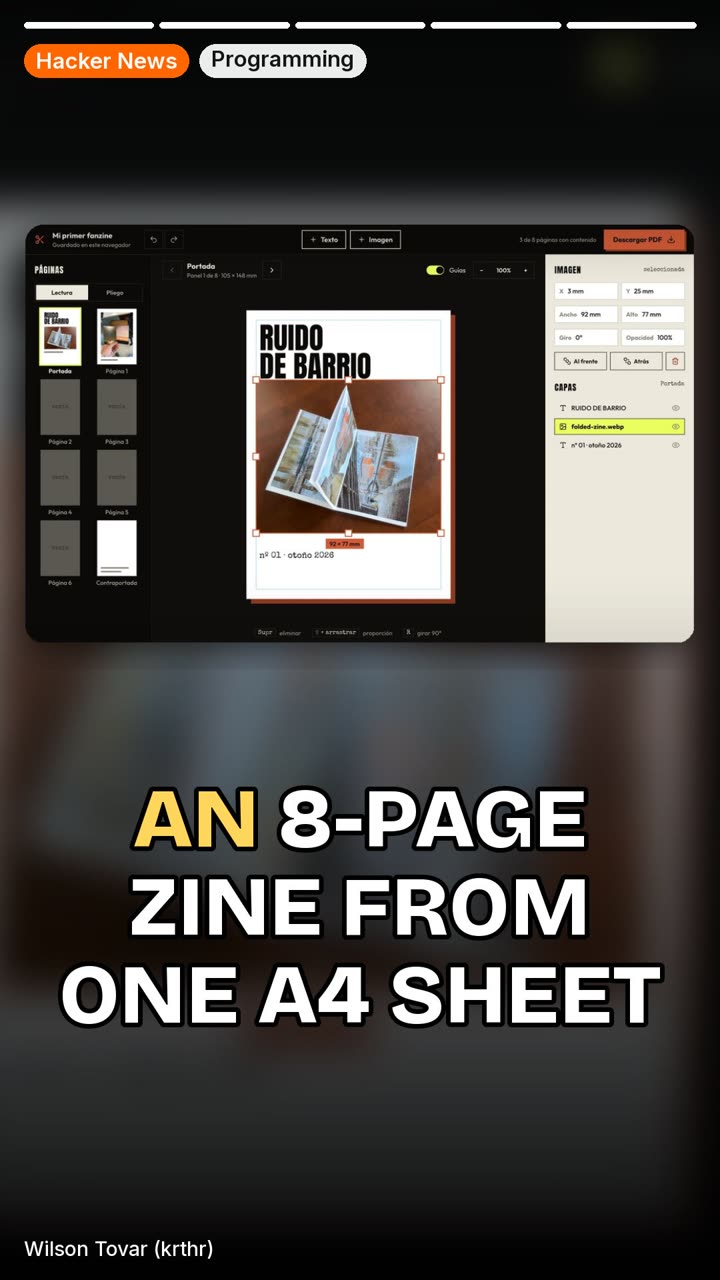 Hacker News
Programming
Mi primer fanzine
Guardado en este navegador
+ Texto
+ Imagen
3 de 8 páginas con contenido
Descargar PDF
PÁGINAS
Lectura
Pliego
RUIDO
DE BARRIO
Portada
Página 1
Página 2
Página 3
Página 4
Página 5
Página 6
Contraportada
Portada
Panel 1 de 8 · 105 × 148 mm
Guías
− 100% +
RUIDO
DE BARRIO
92 × 77 mm
nº 01 · otoño 2026
Supr eliminar
⇧ + arrastrar proporción
R girar 90°
IMAGEN
seleccionada
X 3 mm
Y 25 mm
Ancho 92 mm
Alto 77 mm
Giro 0°
Opacidad 100%
Al frente
Atrás
CAPAS
Portada
T RUIDO DE BARRIO
folded-zine.webp
T nº 01 · otoño 2026
AN 8-PAGE
ZINE FROM
ONE A4 SHEET
Wilson Tovar (krthr)